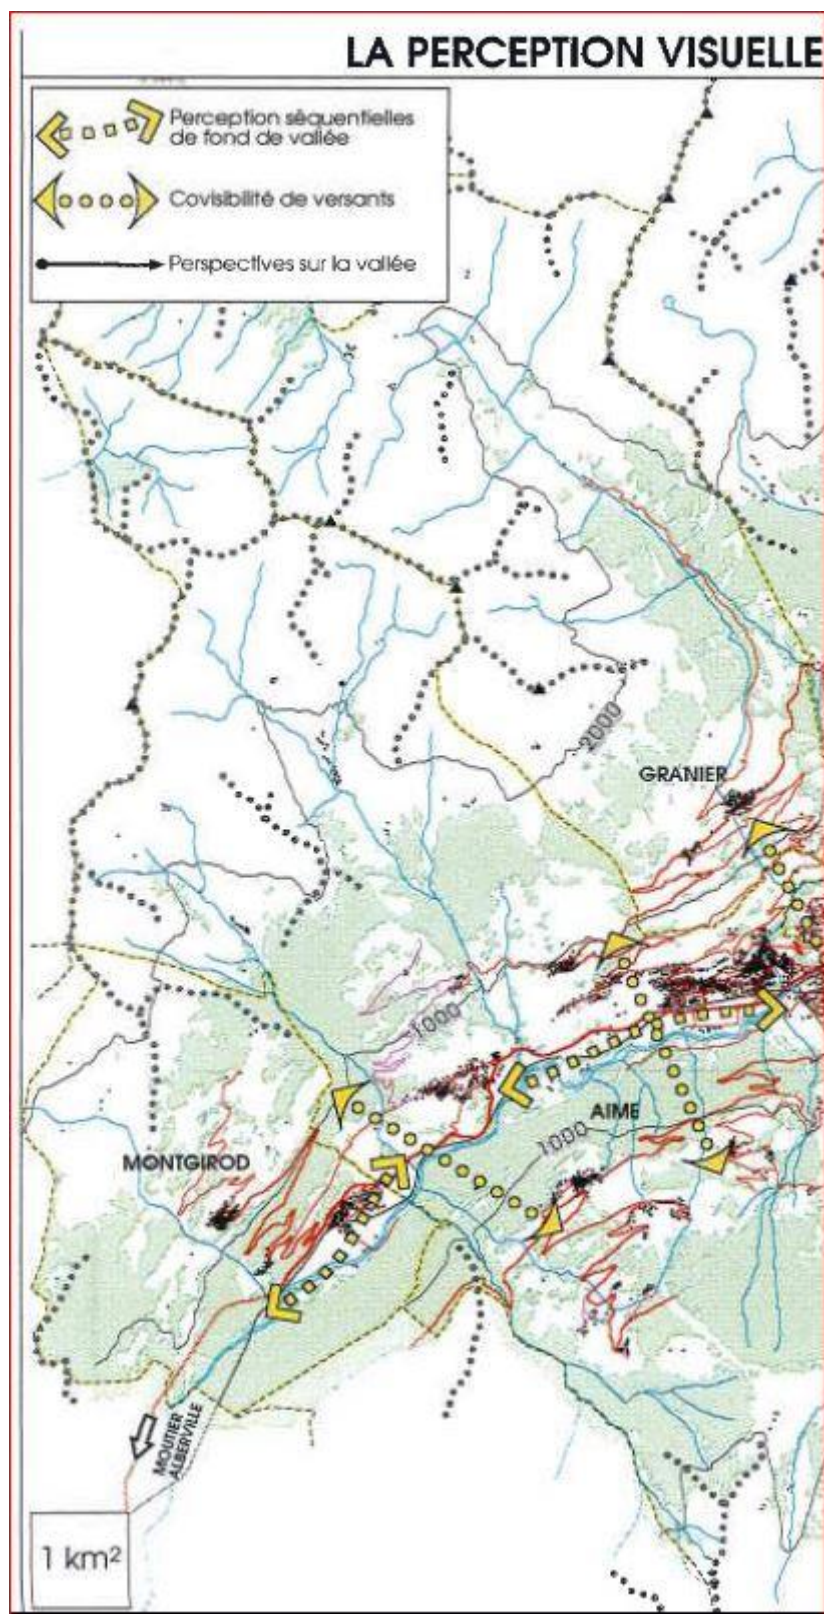 LA PERCEPTION VISUELLE
Perception séquentielles
de fond de vallée
Covisibilité de versants
Perspectives sur la vallée
2000
GRANIER
1000
AIME
1000
MONTGIROD
MOUTIER
ALBERVILLE
1 km²